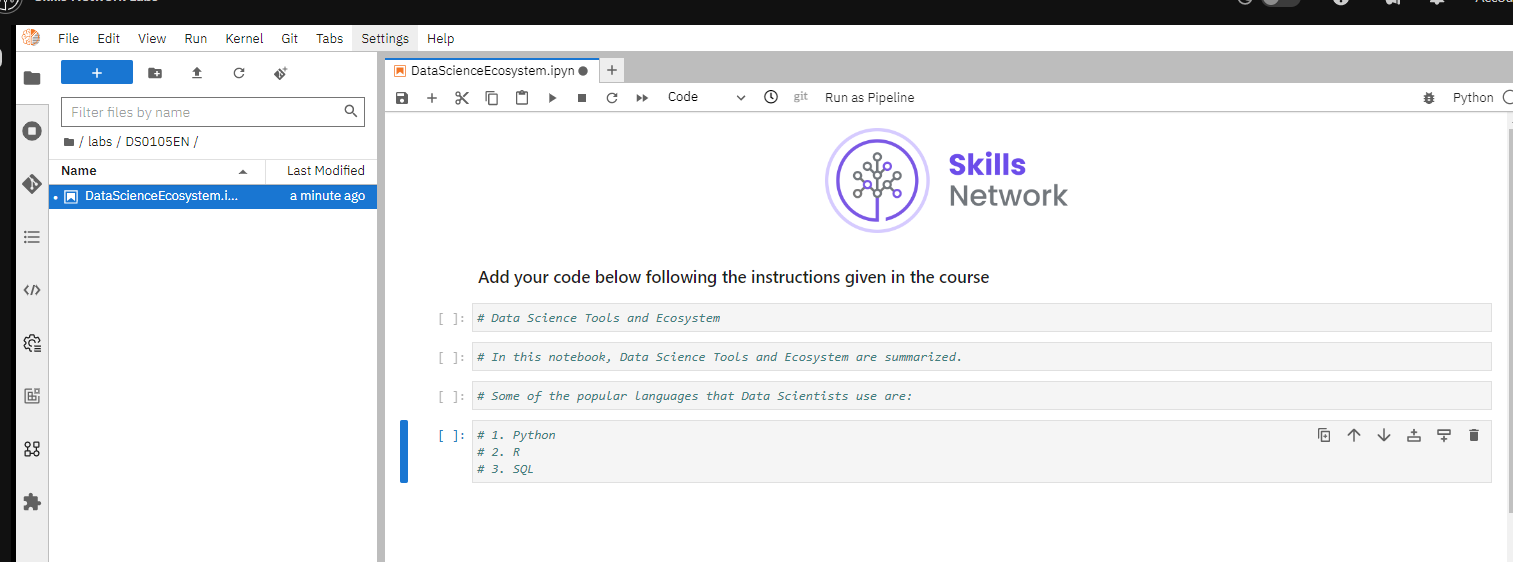 File Edit View Run Kernel Git Tabs Settings Help
+
Filter files by name
/ labs / DS0105EN /
Name Last Modified
DataScienceEcosystem.i... a minute ago
DataScienceEcosystem.ipyn
Code git Run as Pipeline Python
Skills
Network
Add your code below following the instructions given in the course
[ ]: # Data Science Tools and Ecosystem
[ ]: # In this notebook, Data Science Tools and Ecosystem are summarized.
[ ]: # Some of the popular languages that Data Scientists use are:
[ ]: # 1. Python
# 2. R
# 3. SQL